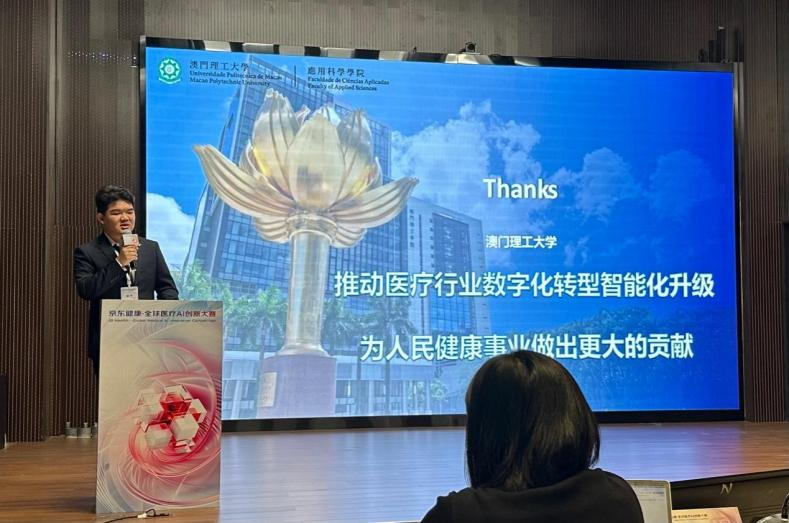 澳門理工大學
Universidade Politécnica de Macau
Macao Polytechnic University
應用科學學院
Faculdade de Ciências Aplicadas
Faculty of Applied Sciences
Thanks
澳门理工大学
推动医疗行业数字化转型智能化升级
为人民健康事业做出更大的贡献
京东健康·全球医疗AI创新大赛